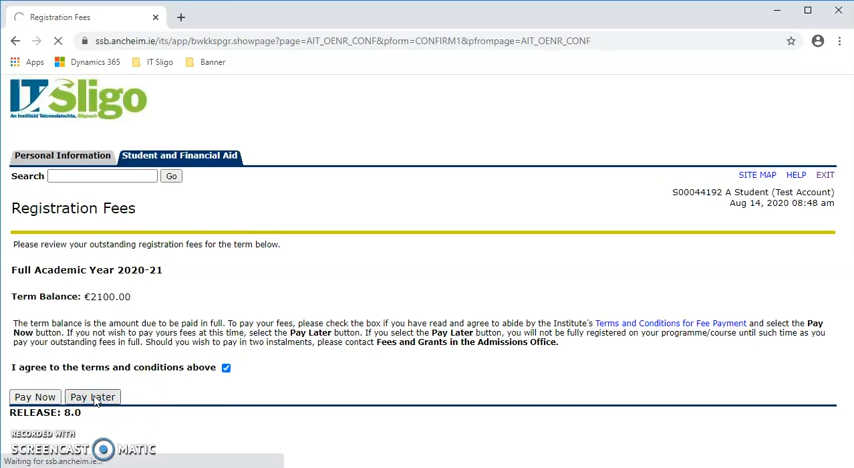 Registration Fees
ssb.ancheim.ie/its/app/bwkkspgr.showpage?page=AIT_OENR_CONF&pform=CONFIRM1&pfrompage=AIT_OENR_CONF
Apps Dynamics 365 IT Sligo Banner
ITSligo
An Institiúid Teicneolaíochta, Sligeach
Personal Information Student and Financial Aid
Search Go
SITE MAP HELP EXIT
S00044192 A Student (Test Account)
Aug 14, 2020 08:48 am
Registration Fees
Please review your outstanding registration fees for the term below.
Full Academic Year 2020-21
Term Balance: €2100.00
The term balance is the amount due to be paid in full. To pay your fees, please check the box if you have read and agree to abide by the Institute's Terms and Conditions for Fee Payment and select the Pay
Now button. If you not wish to pay yours fees at this time, select the Pay Later button. If you select the Pay Later button, you will not be fully registered on your programme/course until such time as you
pay your outstanding fees in full. Should you wish to pay in two instalments, please contact Fees and Grants in the Admissions Office.
I agree to the terms and conditions above
Pay Now Pay Later
RELEASE: 8.0
RECORDED WITH
SCREENCAST MATIC
Waiting for ssb.ancheim.ie...